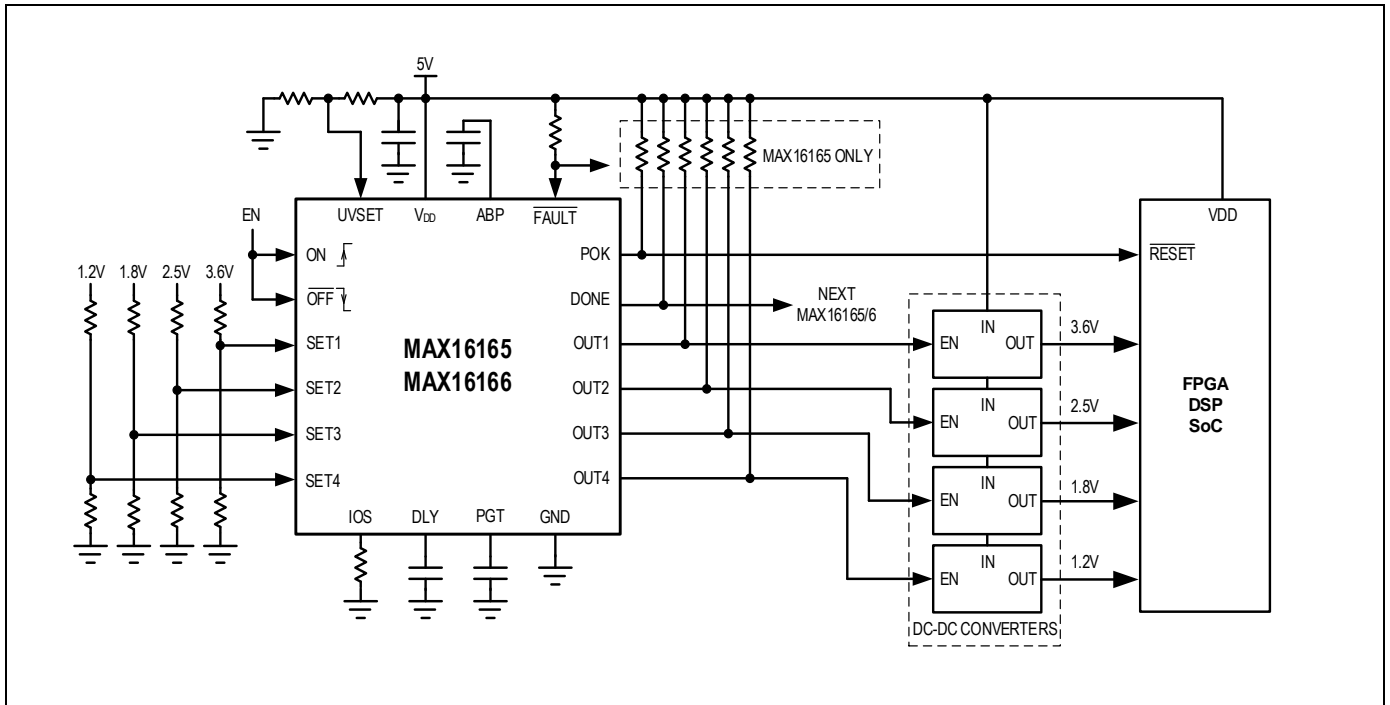 5V
MAX16165 ONLY
EN
UVSET
VDD
ABP
FAULT
VDD
ON
POK
RESET
1.2V 1.8V 2.5V 3.6V
OFF
DONE
NEXT
MAX16165/6
SET1
MAX16165
MAX16166
OUT1
SET2
OUT2
SET3
OUT3
SET4
OUT4
IOS
DLY
PGT
GND
IN
EN
OUT
3.6V
IN
EN
OUT
2.5V
IN
EN
OUT
1.8V
IN
EN
OUT
1.2V
DC-DC CONVERTERS
FPGA
DSP
SoC